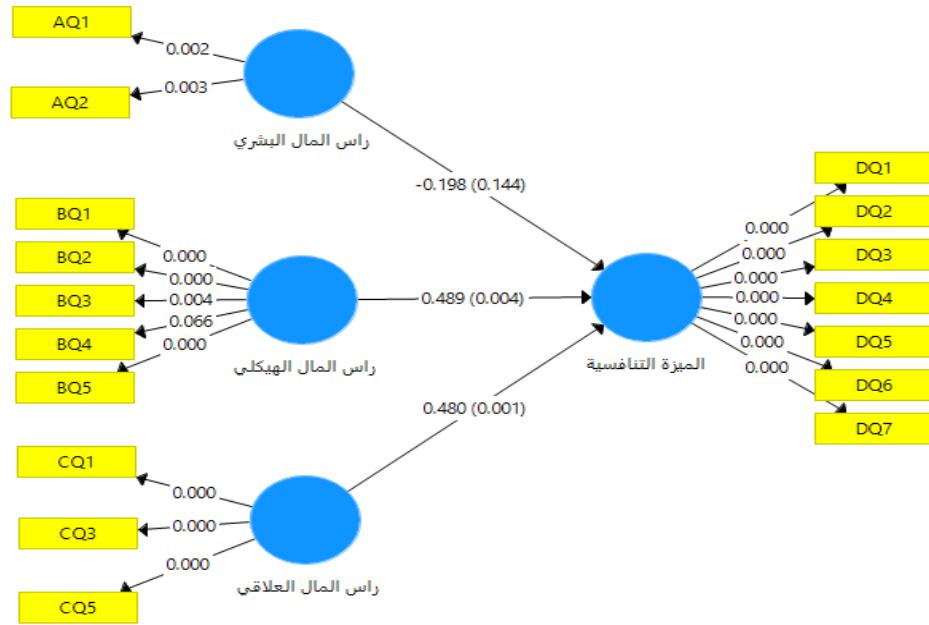 AQ1
0.002
0.003
AQ2
راس المال البشري
-0.198 (0.144)
BQ1
BQ2
BQ3
BQ4
BQ5
0.000
0.000
0.004
0.066
0.000
راس المال الهيكلي
0.489 (0.004)
CQ1
CQ3
CQ5
0.000
0.000
0.000
راس المال العلاقي
0.480 (0.001)
الميزة التنافسية
0.000
0.000
0.000
0.000
0.000
0.000
0.000
DQ1
DQ2
DQ3
DQ4
DQ5
DQ6
DQ7